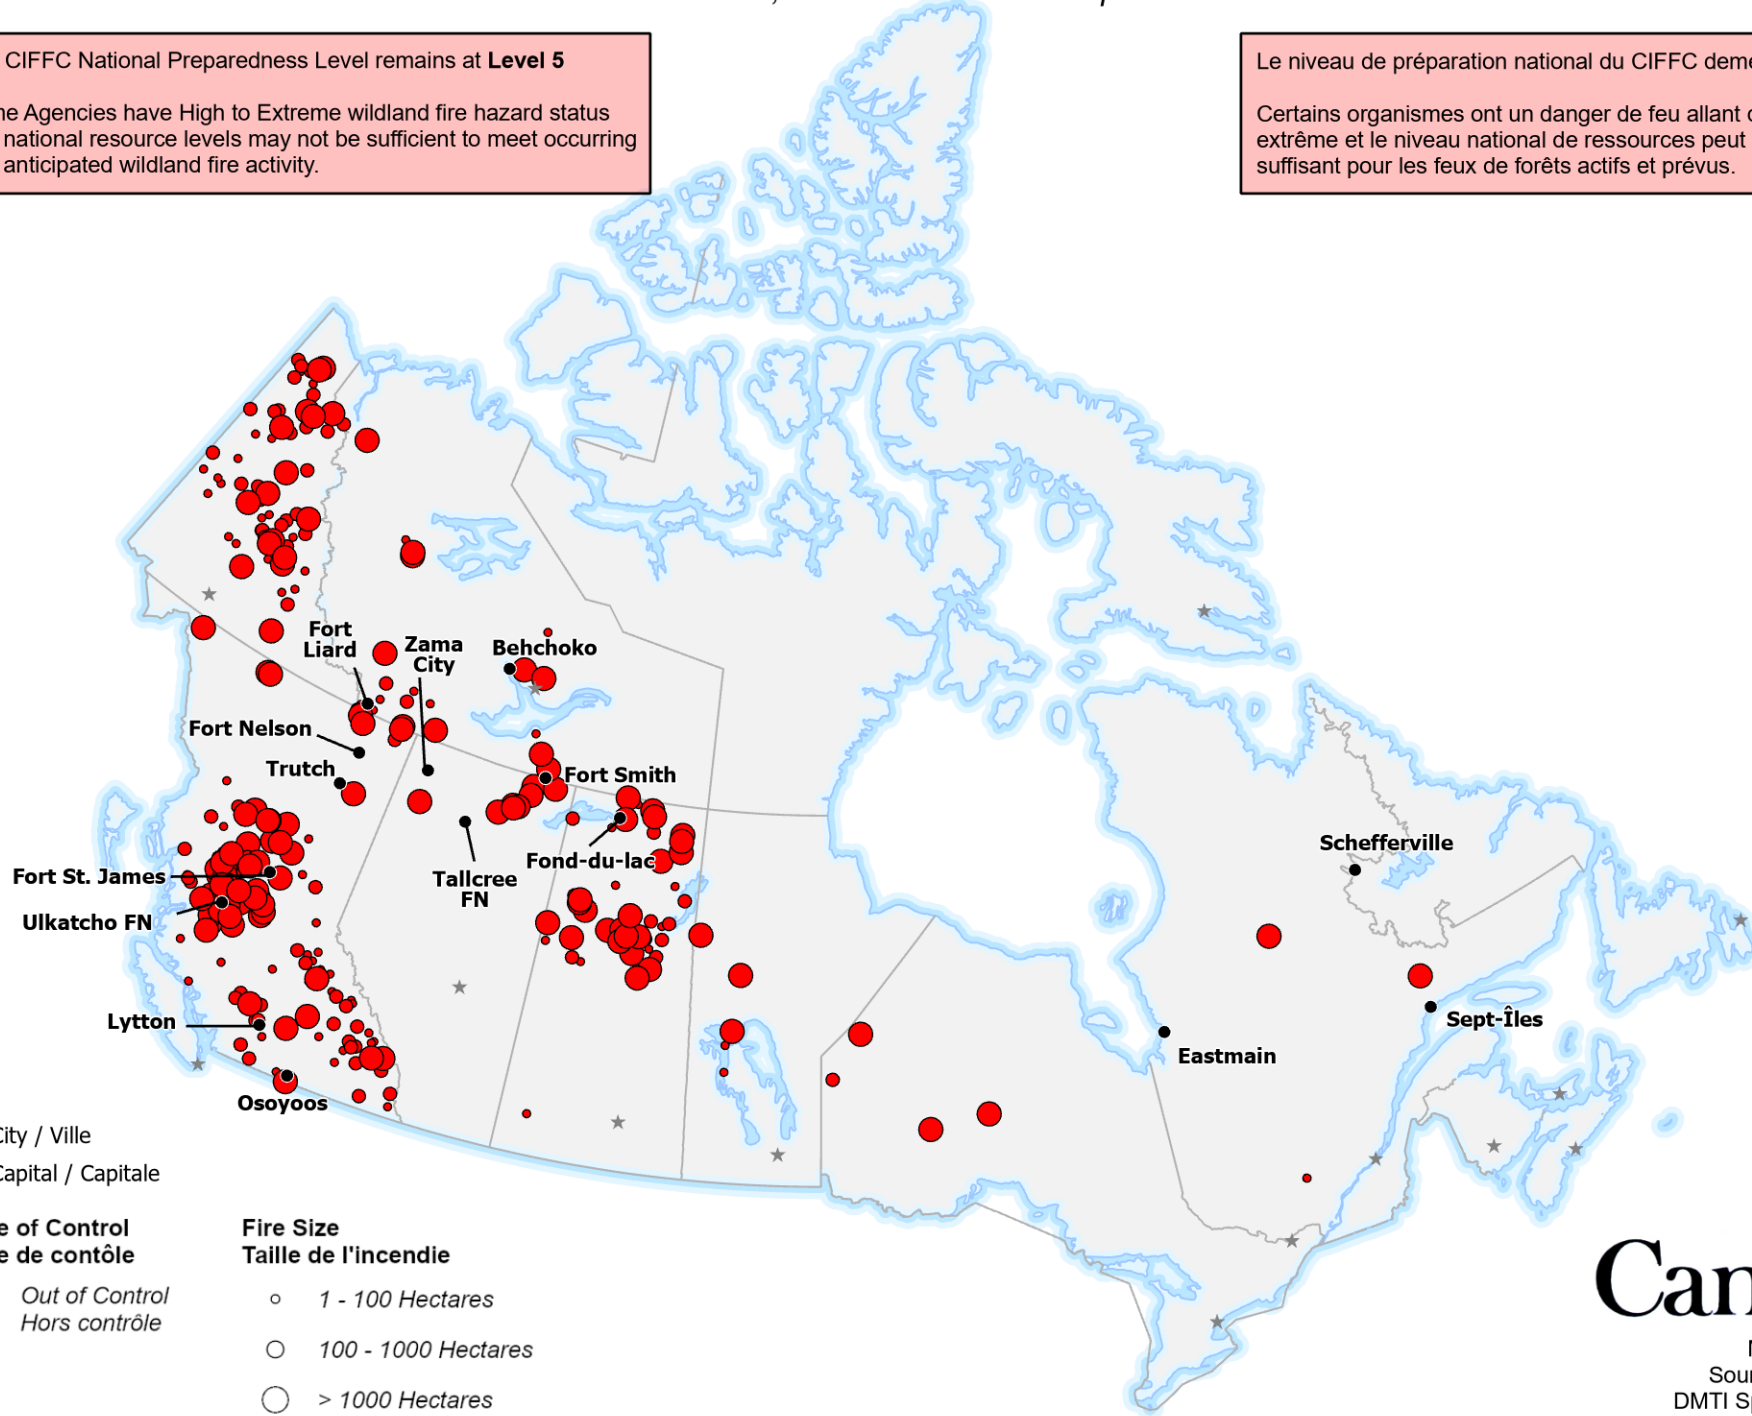 CIFFC National Preparedness Level remains at Level 5
Agencies have High to Extreme wildland fire hazard status
national resource levels may not be sufficient to meet occurring
anticipated wildland fire activity.
Le niveau de préparation national du CIFFC
Certains organismes ont un danger de feu allant
extrême et le niveau national de ressources peut
suffisant pour les feux de forêts actifs et prévus.
Fort
Liard
Zama
City
Behchoko
Fort Nelson
Trutch
Fort Smith
Fond-du-lac
Tallcree
FN
Fort St. James
Ulkatcho FN
Lytton
Osoyoos
Schefferville
Sept-Îles
Eastmain
City / Ville
Capital / Capitale
of Control
de contôle
Out of Control
Hors contrôle
Fire Size
Taille de l'incendie
1 - 100 Hectares
100 - 1000 Hectares
> 1000 Hectares
Can
DMTI